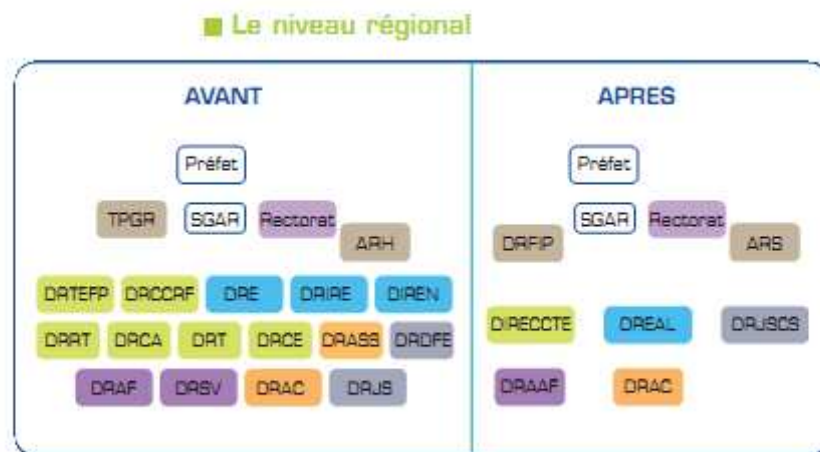 Le niveau régional
AVANT
Préfet
TPGR SGAR Rectorat
ARH
DRTEFP DRCCRF DRE DRIRE DIREN
DRRT DRCA DRT DRCE DRASS DRDFE
DRAF DRSV DRAC DRJS
APRES
Préfet
SGAR Rectorat
DRFIP ARS
DIRECCTE DREAL DRJSCS
DRAAF DRAC